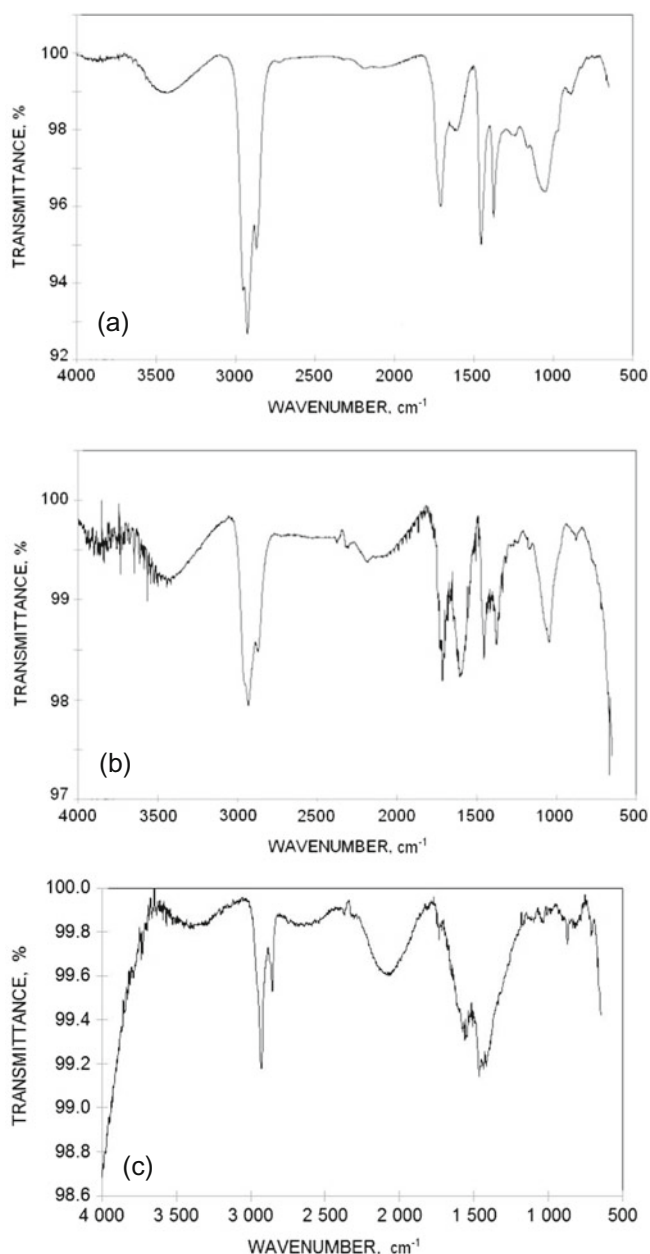 100
98
96
94
92
TRANSMITTANCE, %
(a)
4000 3500 3000 2500 2000 1500 1000 500
WAVENUMBER, cm-1
100
99
98
97
TRANSMITTANCE, %
(b)
4000 3500 3000 2500 2000 1500 1000 500
WAVENUMBER, cm-1
100.0
99.8
99.6
99.4
99.2
99.0
98.8
98.6
TRANSMITTANCE, %
(c)
4 000 3 500 3 000 2 500 2 000 1 500 1 000 500
WAVENUMBER, cm-1